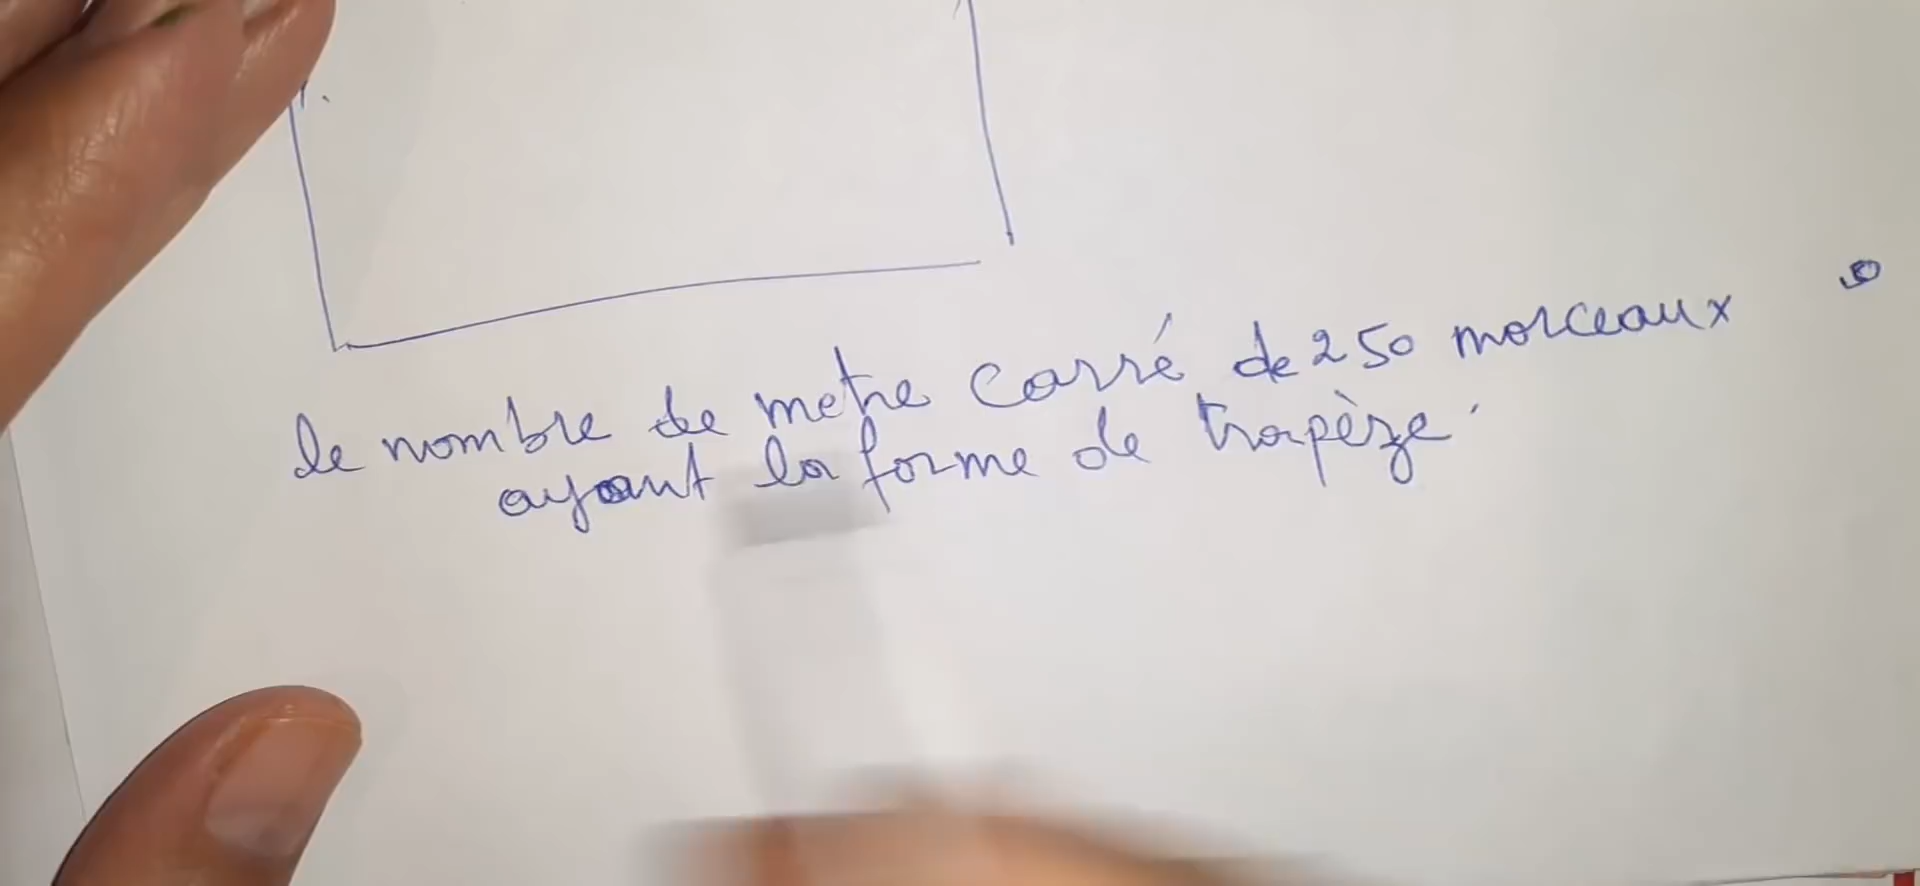 le nombre de metre carré de 250 morceaux
ayant la forme de trapèze.